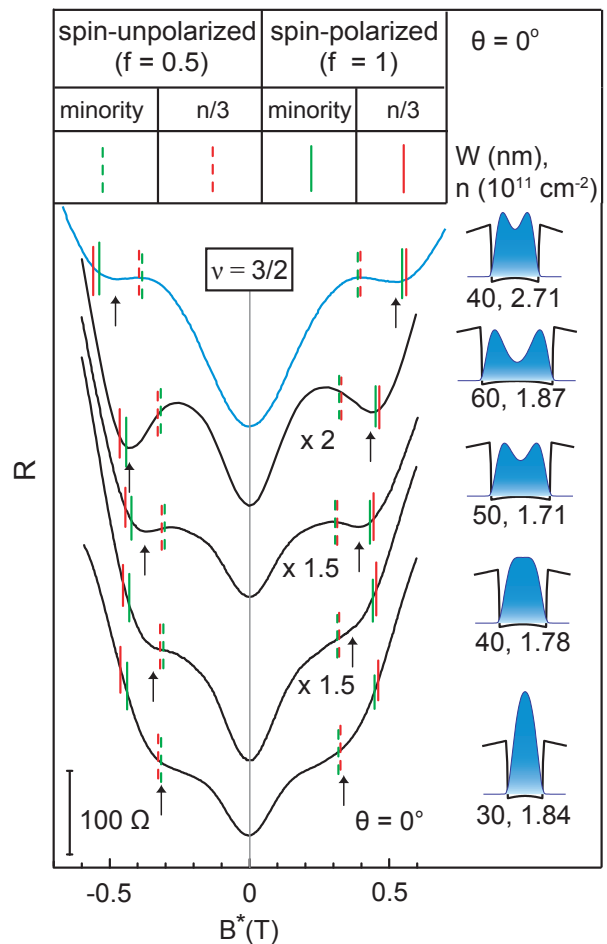 spin-unpolarized
(f = 0.5)
spin-polarized
(f = 1)
θ = 0°
minority
n/3
minority
n/3
W (nm),
n (10¹¹ cm⁻²)
ν = 3/2
40, 2.71
60, 1.87
x 2
50, 1.71
x 1.5
40, 1.78
x 1.5
30, 1.84
100 Ω
θ = 0°
R
-0.5
0
0.5
B*(T)